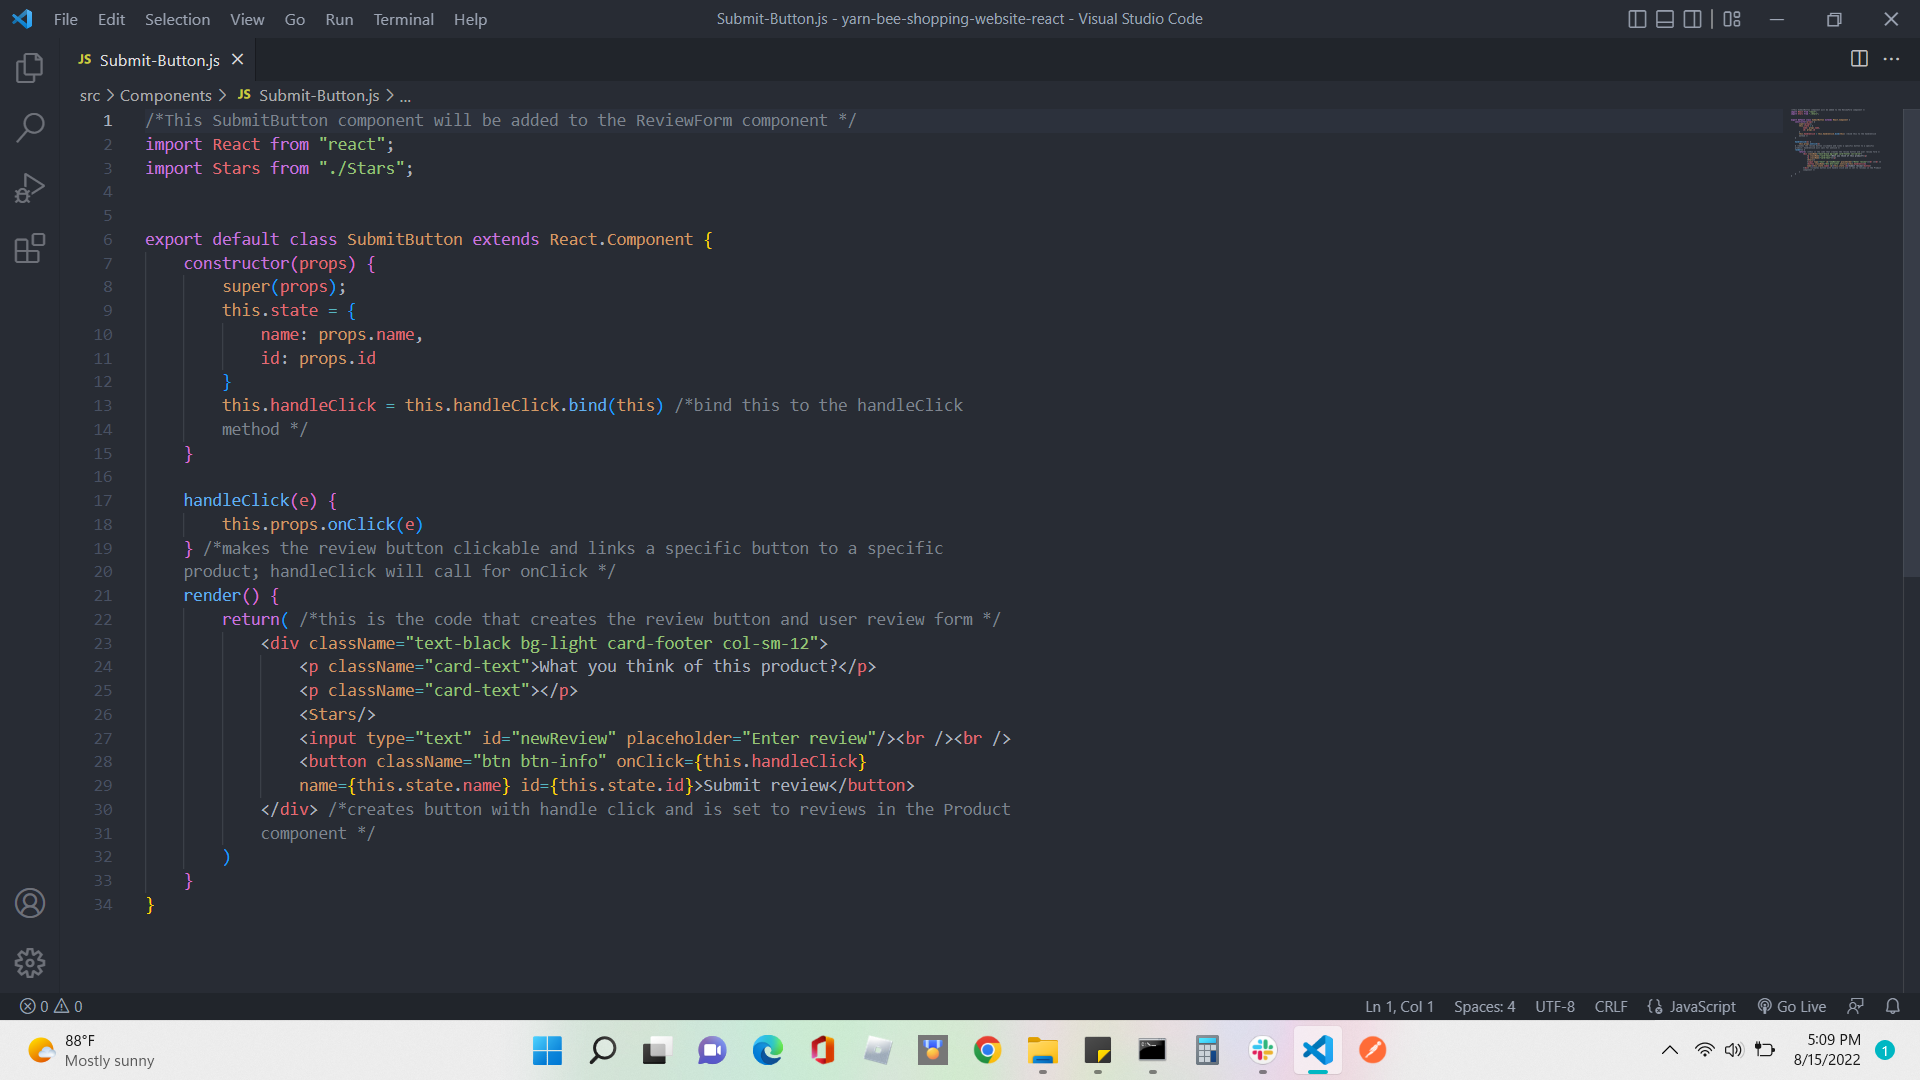 File Edit Selection View Go Run Terminal Help
Submit-Button.js - yarn-bee-shopping-website-react - Visual Studio Code
JS Submit-Button.js
src > Components > JS Submit-Button.js > ...
1 /*This SubmitButton component will be added to the ReviewForm component */
2 import React from "react";
3 import Stars from "./Stars";
4
5
6 export default class SubmitButton extends React.Component {
7 constructor(props) {
8 super(props);
9 this.state = {
10 name: props.name,
11 id: props.id
12 }
13 this.handleClick = this.handleClick.bind(this) /*bind this to the handleClick
14 method */
15 }
16
17 handleClick(e) {
18 this.props.onClick(e)
19 } /*makes the review button clickable and links a specific button to a specific
20 product; handleClick will call for onClick */
21 render() {
22 return( /*this is the code that creates the review button and user review form */
23 <div className="text-black bg-light card-footer col-sm-12">
24 <p className="card-text">What you think of this product?</p>
25 <p className="card-text"></p>
26 <Stars/>
27 <input type="text" id="newReview" placeholder="Enter review"/><br /><br />
28 <button className="btn btn-info" onClick={this.handleClick}
29 name={this.state.name} id={this.state.id}>Submit review</button>
30 </div> /*creates button with handle click and is set to reviews in the Product
31 component */
32 )
33 }
34 }
0 0
Ln 1, Col 1 Spaces: 4 UTF-8 CRLF {} JavaScript Go Live
88°F
Mostly sunny
5:09 PM
8/15/2022
1